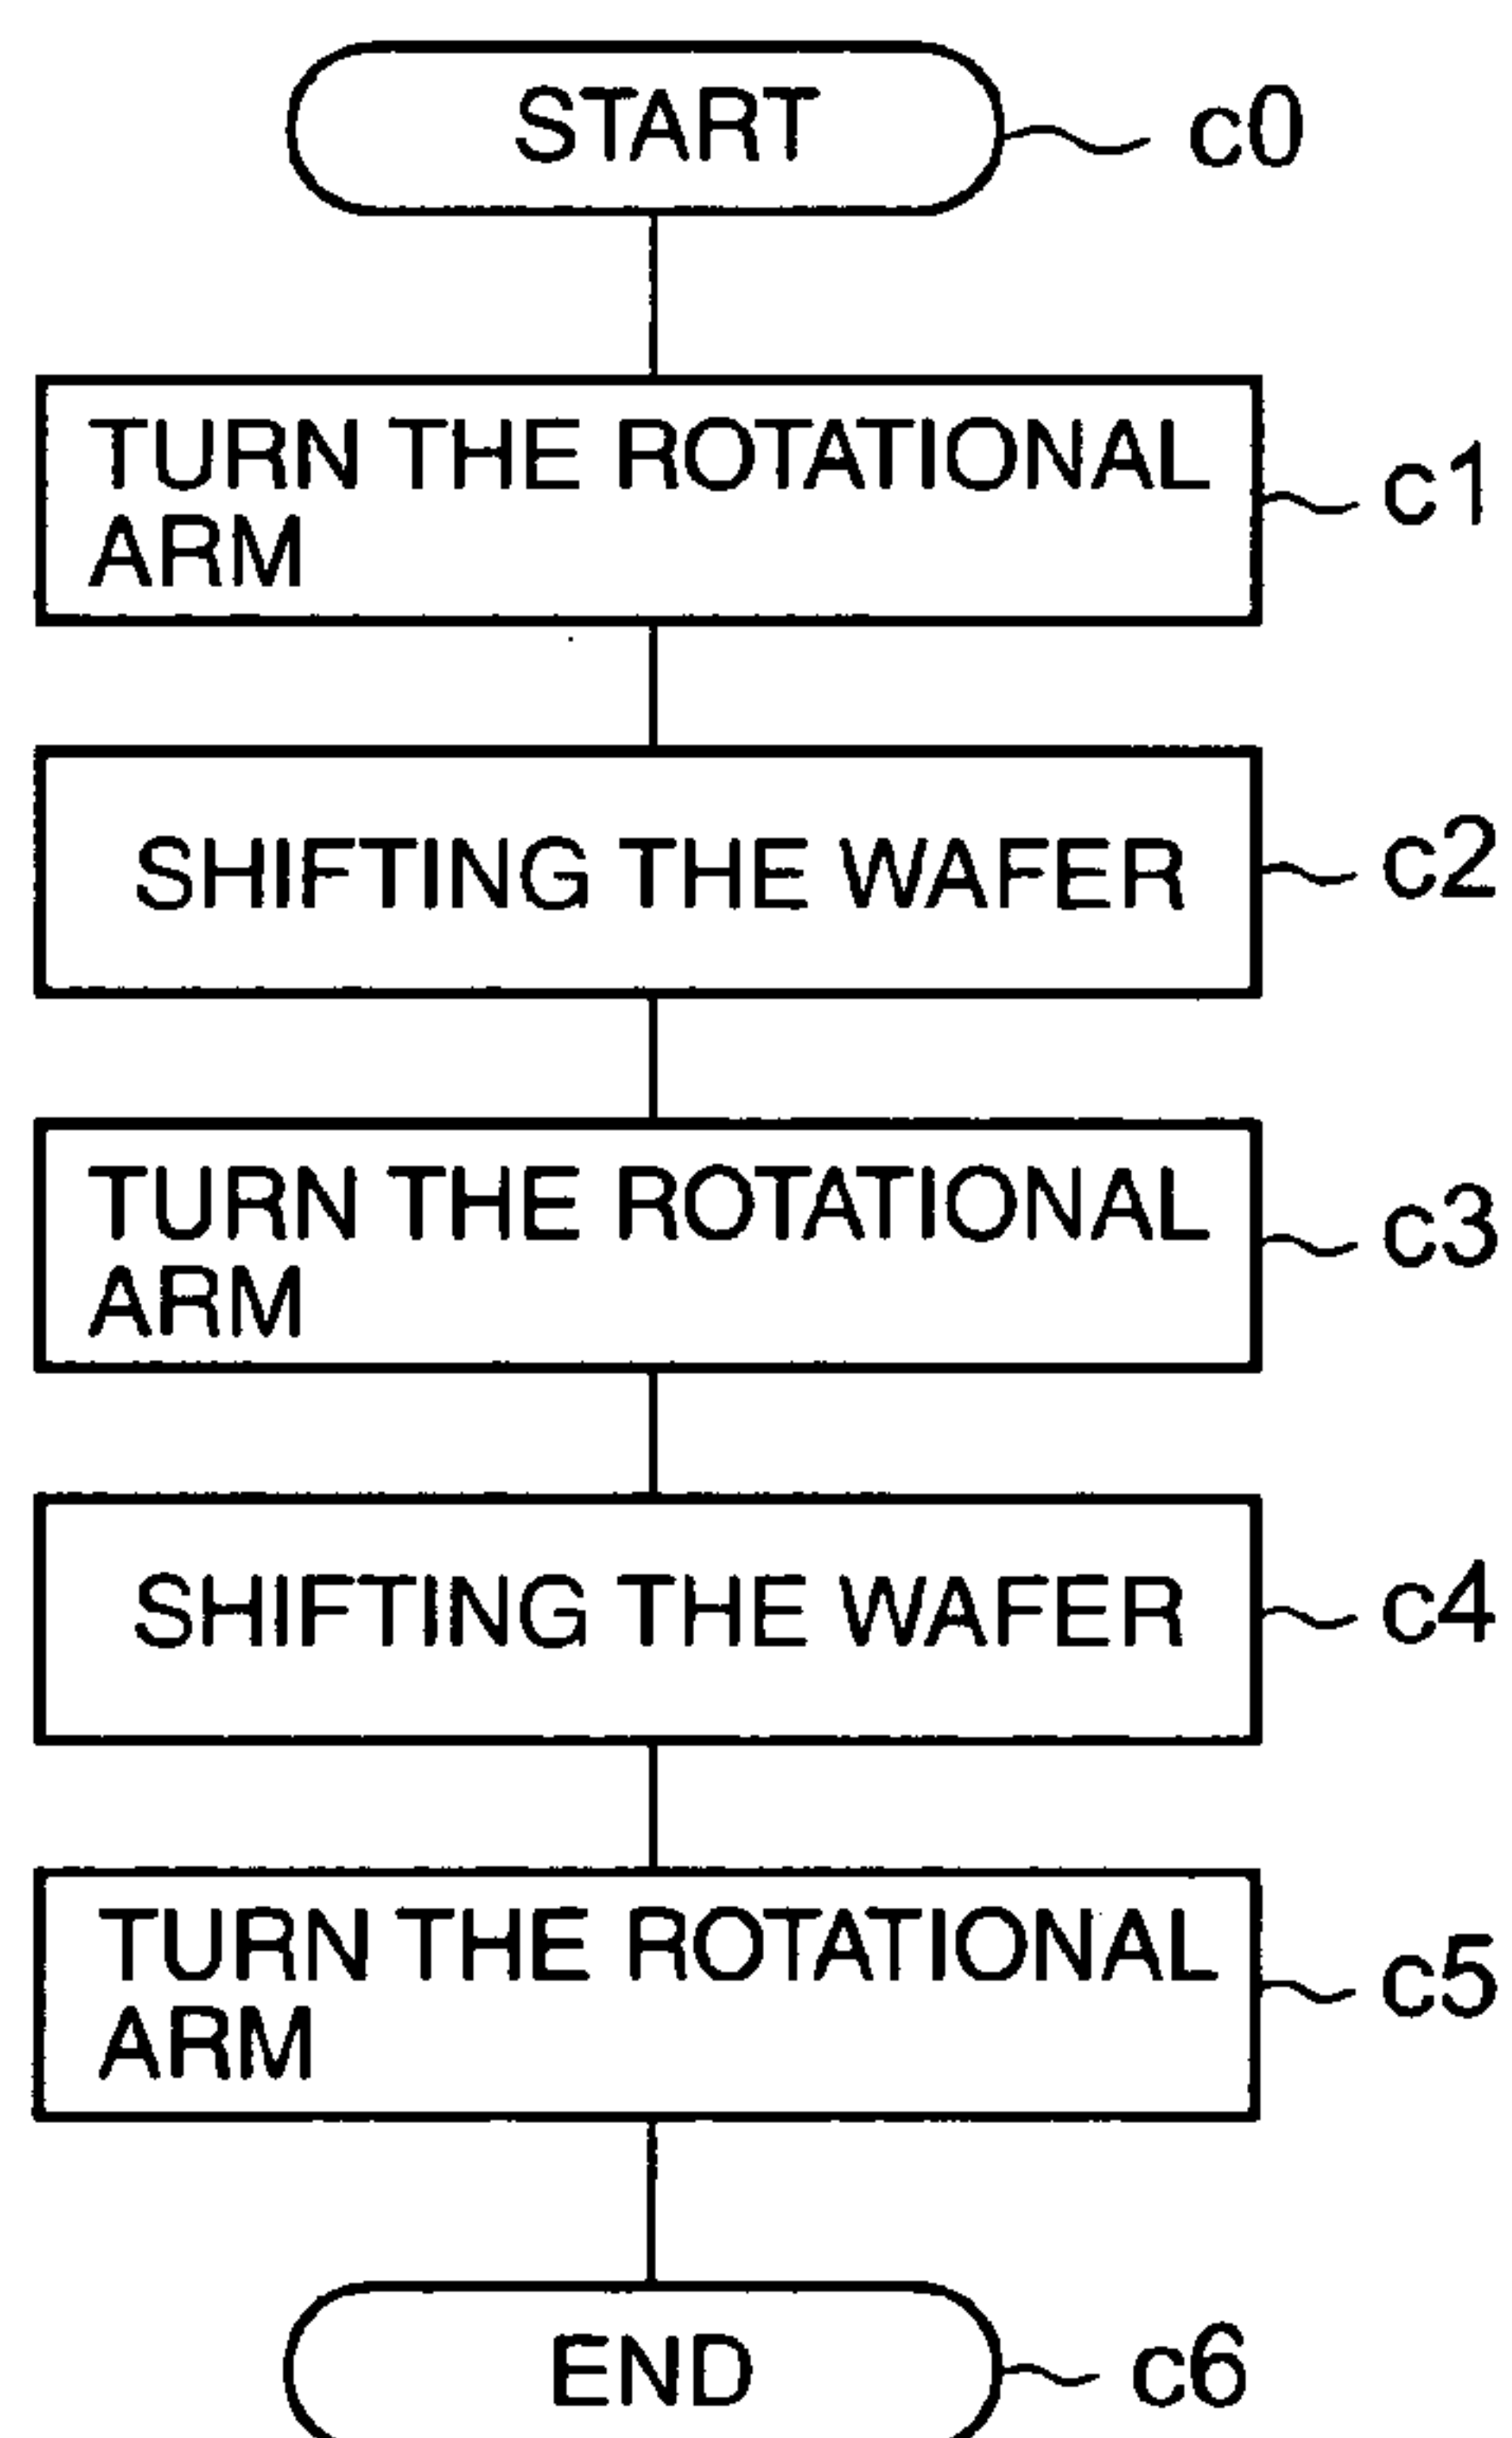 START c0
TURN THE ROTATIONAL
ARM
c1
SHIFTING THE WAFER c2
TURN THE ROTATIONAL
ARM
c3
SHIFTING THE WAFER c4
TURN THE ROTATIONAL
ARM
c5
END c6